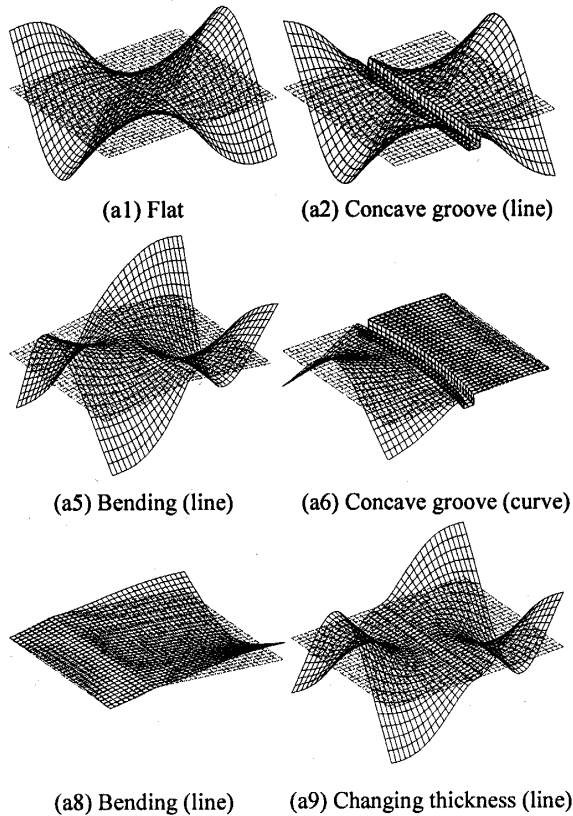 (a1) Flat
(a2) Concave groove (line)
(a5) Bending (line)
(a6) Concave groove (curve)
(a8) Bending (line)
(a9) Changing thickness (line)